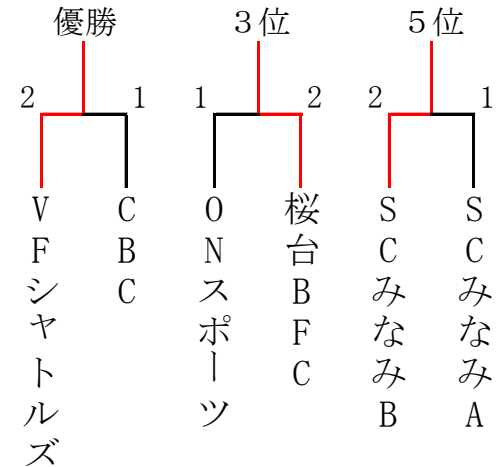 優勝
３位
５位
2 1
1 2
2 1
VFシャトルズ
CBC
ONスポーツ
桜台BFC
SCみなみB
SCみなみA